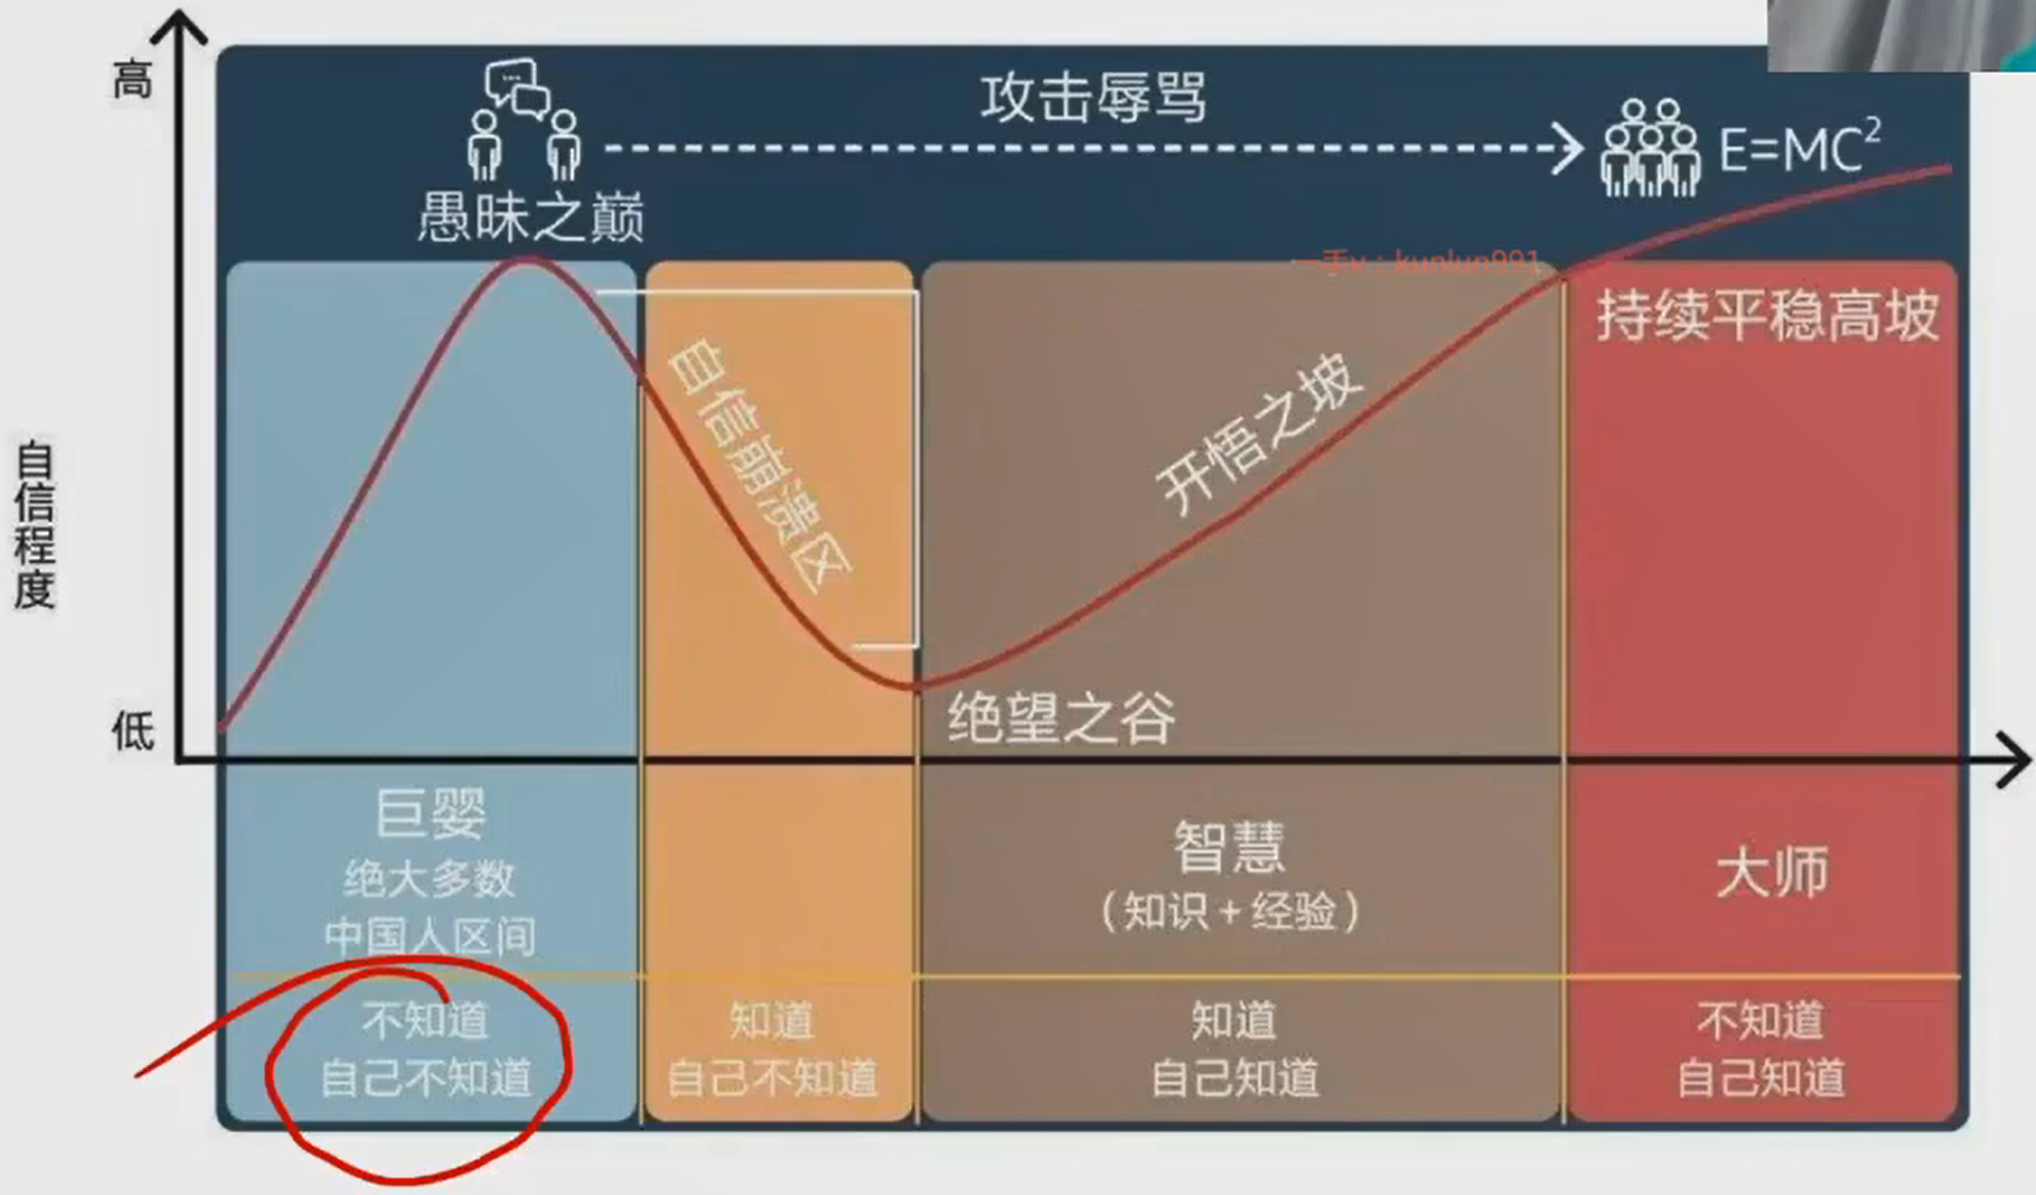 高
攻击辱骂
E=MC²
愚昧之巅
一手v：kunlun991
持续平稳高坡
自信崩溃区
开悟之坡
自信程度
绝望之谷
低
巨婴
绝大多数
中国人区间
智慧
（知识+经验）
大师
不知道
自己不知道
知道
自己不知道
知道
自己知道
不知道
自己知道